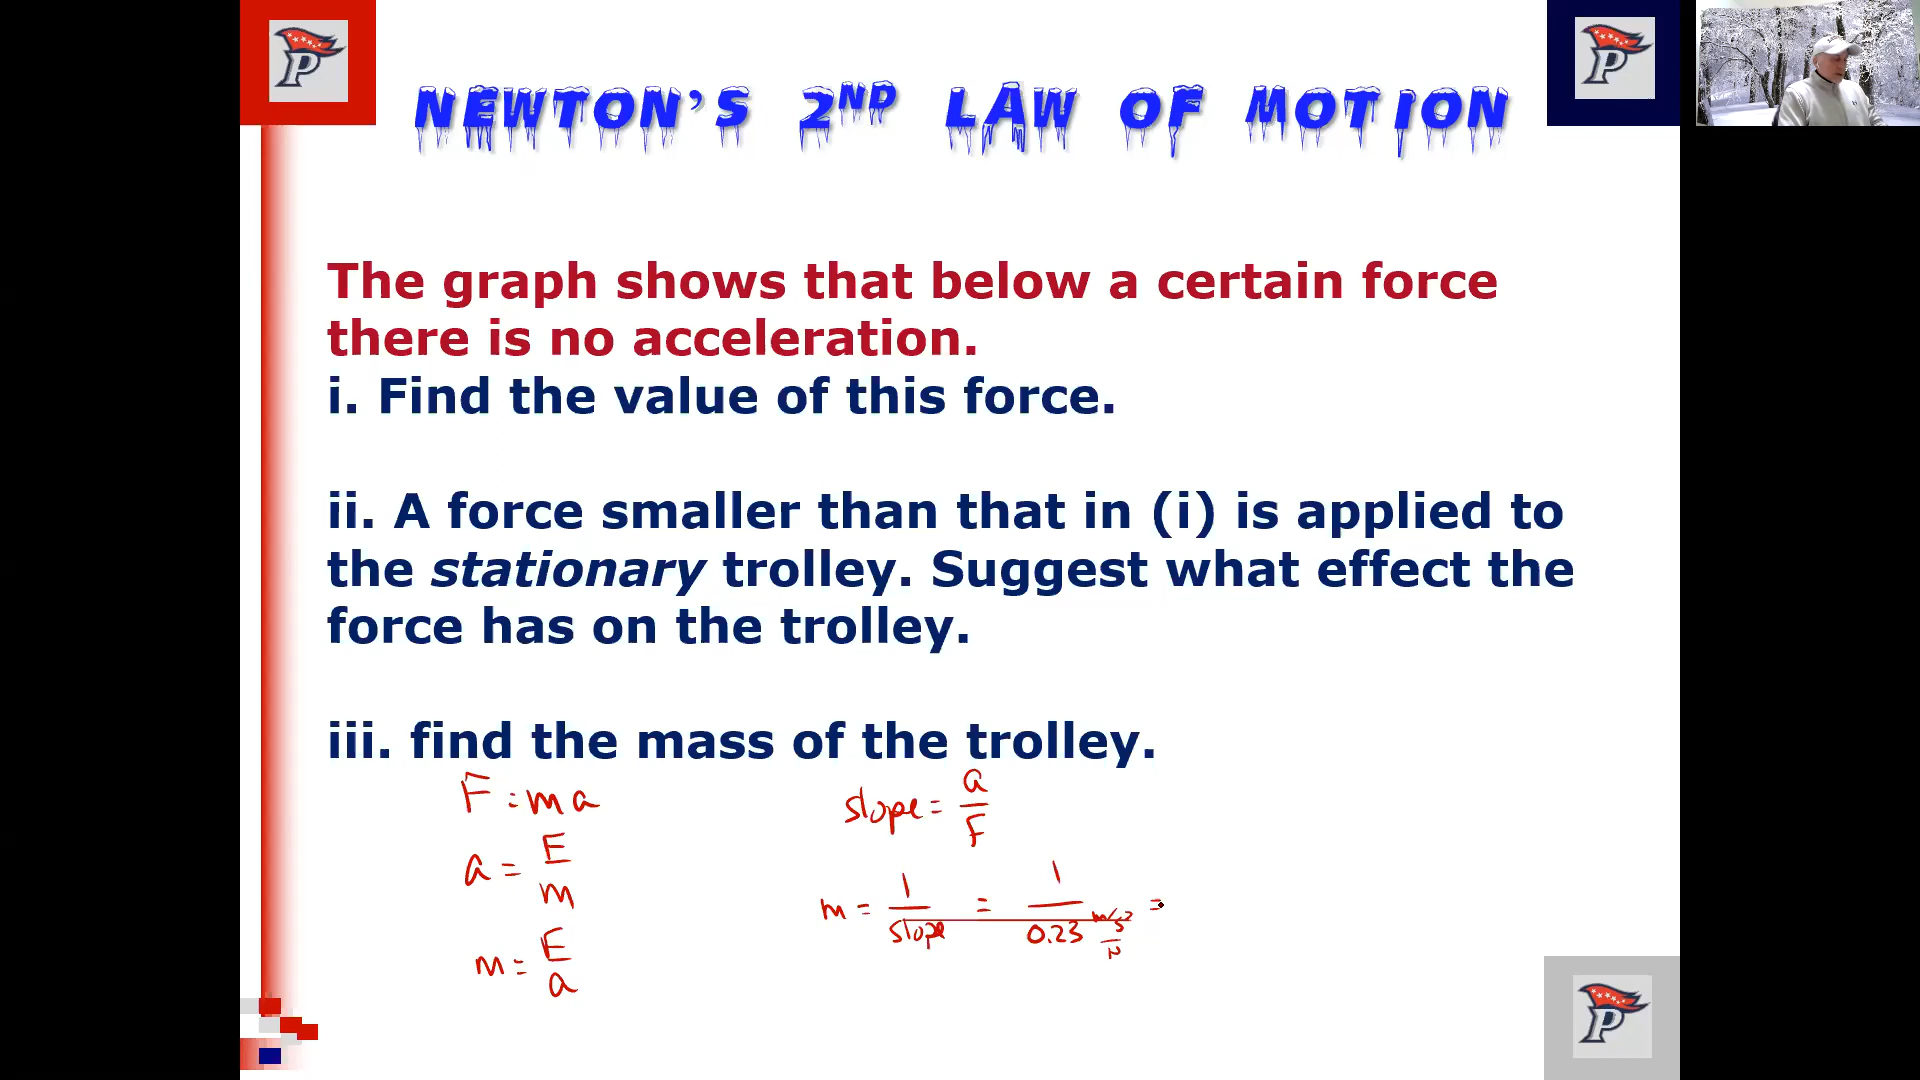 NEWTON'S 2ND LAW OF MOTION
The graph shows that below a certain force
there is no acceleration.
i. Find the value of this force.
ii. A force smaller than that in (i) is applied to
the stationary trolley. Suggest what effect the
force has on the trolley.
iii. find the mass of the trolley.
F = ma
a = F/m
m = F/a
slope = a/F
m = 1/slope = 1/0.23 =
P
P
P